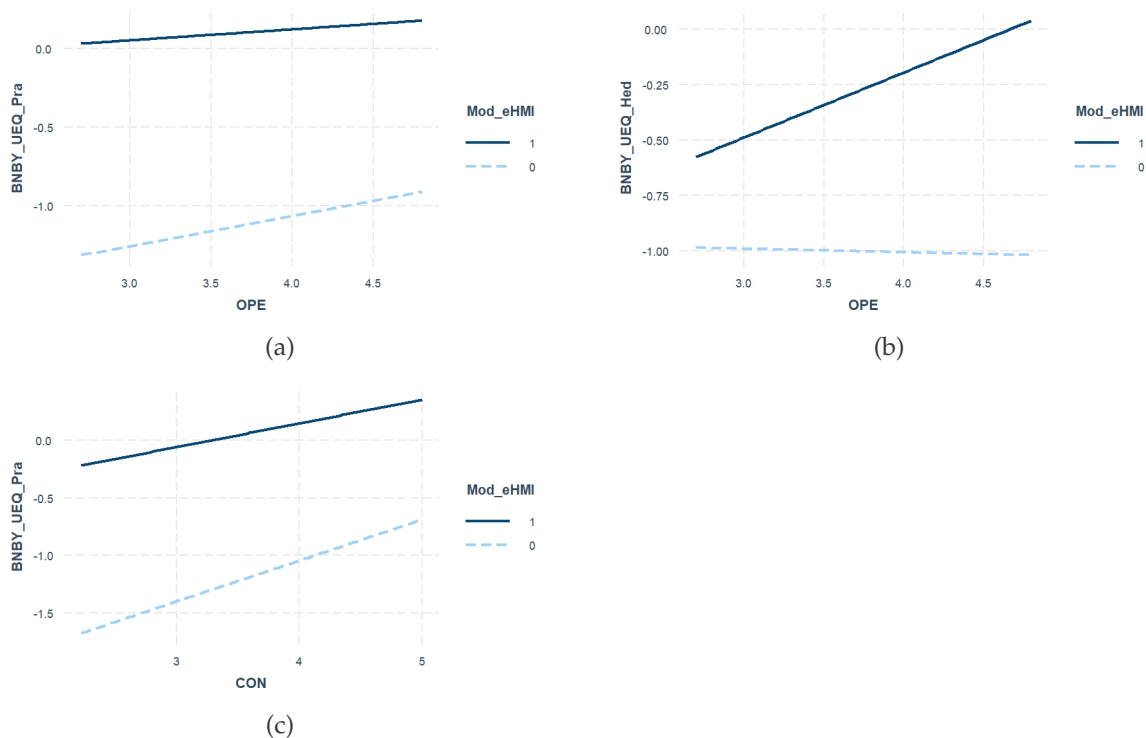 BNBY_UEQ_Pra
0.0
-0.5
-1.0
3.0 3.5 4.0 4.5
OPE
Mod_eHMI
1
0
(a)
BNBY_UEQ_Hed
0.00
-0.25
-0.50
-0.75
-1.00
3.0 3.5 4.0 4.5
OPE
Mod_eHMI
1
0
(b)
BNBY_UEQ_Pra
0.0
-0.5
-1.0
-1.5
3 4 5
CON
Mod_eHMI
1
0
(c)